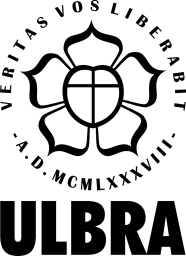 VERITAS VOS LIBERABIT
- A.D. MCMLXXXVIII -
ULBRA